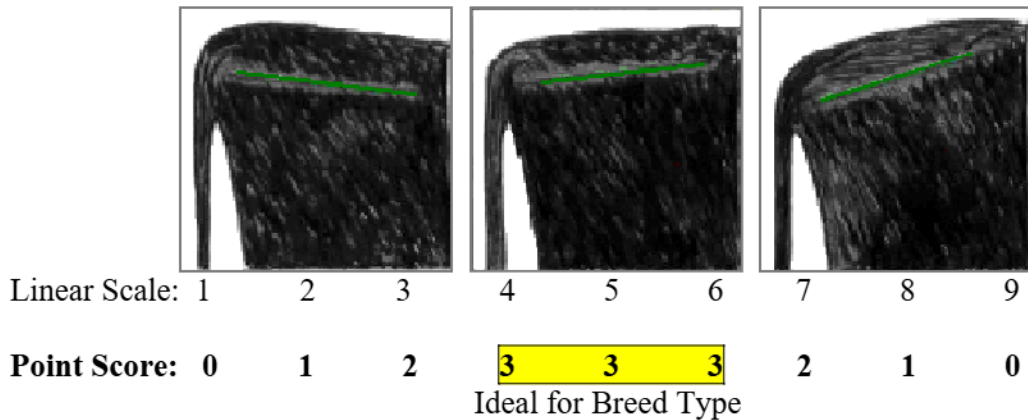 Linear Scale: 1 2 3 4 5 6 7 8 9
Point Score: 0 1 2 3 3 3 2 1 0
Ideal for Breed Type